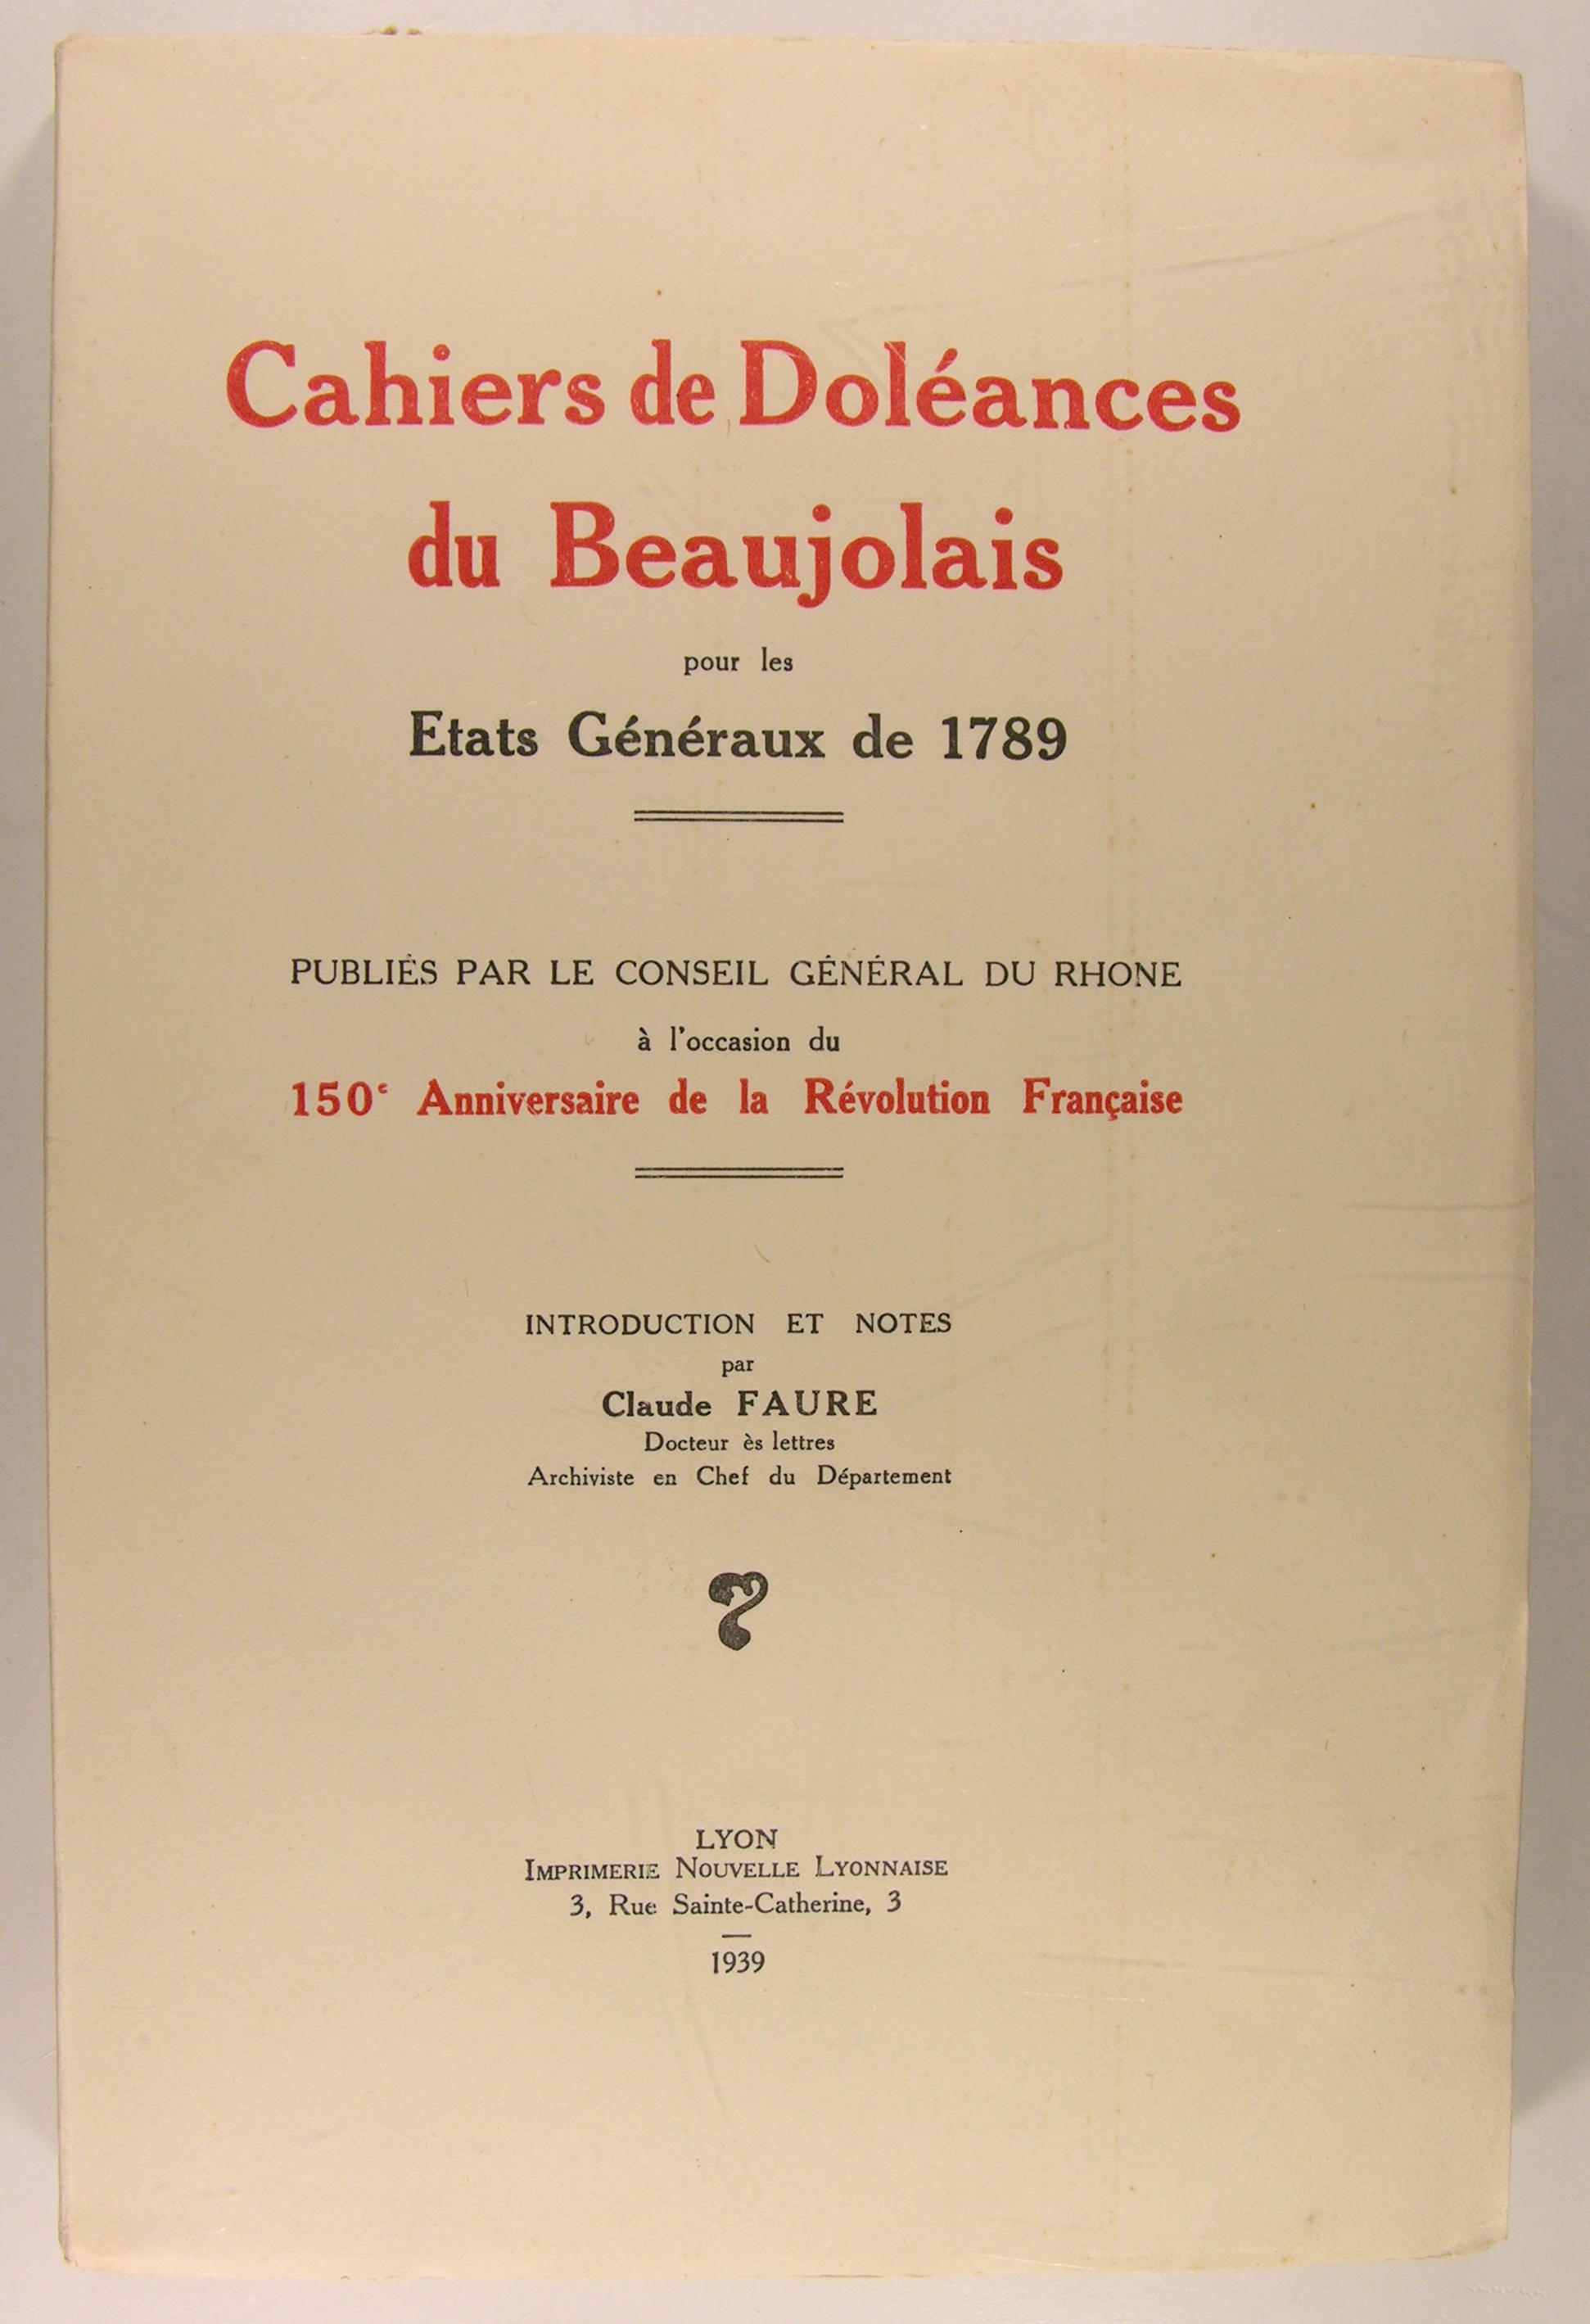 Cahiers de Doléances
du Beaujolais
pour les
Etats Généraux de 1789
PUBLIÉS PAR LE CONSEIL GÉNÉRAL DU RHONE
à l'occasion du
150e Anniversaire de la Révolution Française
INTRODUCTION ET NOTES
par
Claude FAURE
Docteur ès lettres
Archiviste en Chef du Département
LYON
IMPRIMERIE NOUVELLE LYONNAISE
3, Rue Sainte-Catherine, 3
1939